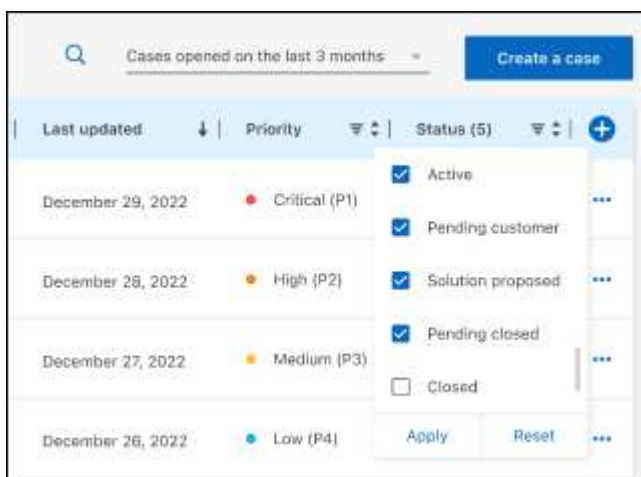 Cases opened on the last 3 months
Create a case
Last updated
Priority
Status (5)
Active
December 29, 2022
Critical (P1)
Pending customer
December 28, 2022
High (P2)
Solution proposed
Pending closed
December 27, 2022
Medium (P3)
Closed
December 26, 2022
Low (P4)
Apply
Reset